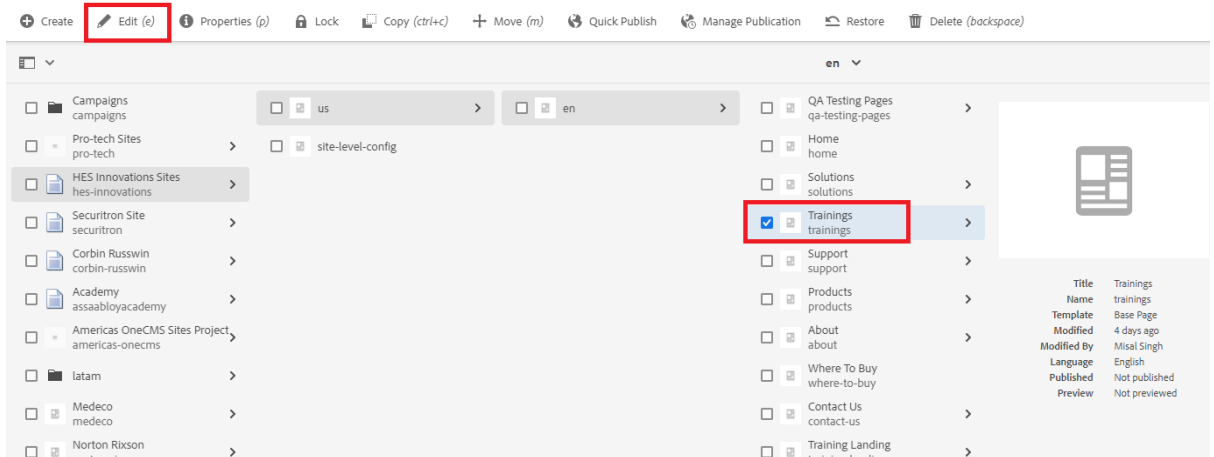 Create Edit (e) Properties (p) Lock Copy (ctrl+c) Move (m) Quick Publish Manage Publication Restore Delete (backspace)
en
Campaigns
campaigns
Pro-tech Sites
pro-tech
HES Innovations Sites
hes-innovations
Securitron Site
securitron
Corbin Russwin
corbin-russwin
Academy
assaabloyacademy
Americas OneCMS Sites Project
americas-onecms
latam
Medeco
medeco
Norton Rixson
us
site-level-config
en
QA Testing Pages
qa-testing-pages
Home
home
Solutions
solutions
Trainings
trainings
Support
support
Products
products
About
about
Where To Buy
where-to-buy
Contact Us
contact-us
Training Landing
Title Trainings
Name trainings
Template Base Page
Modified 4 days ago
Modified By Misal Singh
Language English
Published Not published
Preview Not previewed